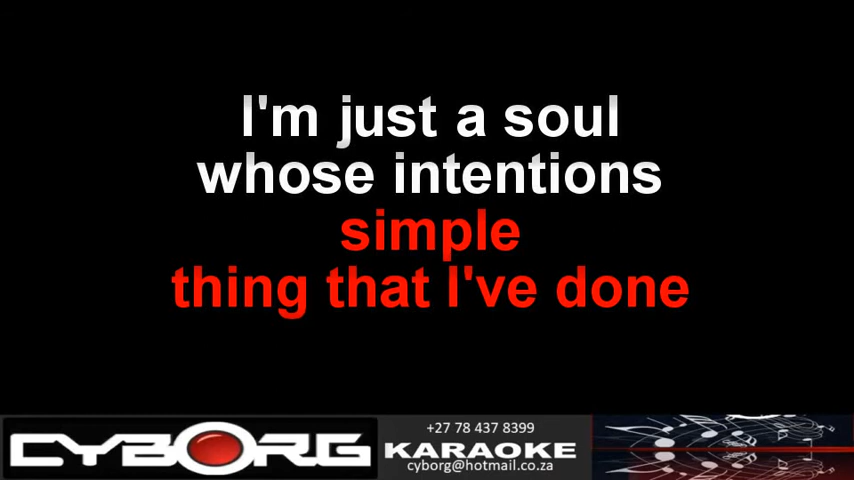 I'm just a soul
whose intentions
simple
thing that I've done
CYBORG
+27 78 437 8399
KARAOKE
cyborg@hotmail.co.za